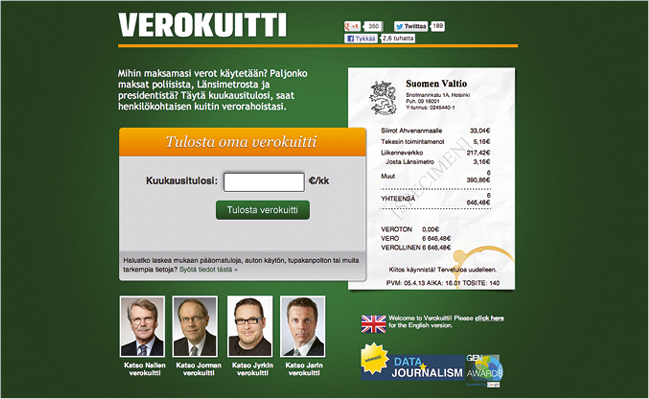 VEROKUITTI
+1 350
Twiittaa 189
Tykkää 2,6 tuhatta
Mihin maksamasi verot käytetään? Paljonko
maksat poliisista, Länsimetrosta ja
presidentistä? Täytä kuukausitulosi, saat
henkilökohtaisen kuitin verorahoistasi.
Tulosta oma verokuitti
Kuukausitulosi: €/kk
Tulosta verokuitti
Haluatko laskea mukaan pääomatuloja, auton käytön, tupakanpolton tai muita
tarkempia tietoja? Syötä tiedot tästä »
Suomen Valtio
Snellmaninkatu 1A, Helsinki
Puh. 09 16001
Y-tunnus: 0245440-1
Siirrot Ahvenanmaalle 33,04€
Tekesin toimintamenot 5,16€
Liikenneverkko 217,42€
Josta Länsimetro 3,16€
Muut 6
390,86€
YHTEENSÄ 6
646,48€
[SPECIMEN]
VEROTON 0,00€
VERO 6 646,48€
VEROLLINEN 6 646,48€
Kiitos käynnistä! Tervetuloa uudelleen.
PVM: 05.4.13 AIKA: 16.01 TOSITE: 140
Katso Nallen
verokuitti
Katso Jorman
verokuitti
Katso Jyrkin
verokuitti
Katso Jarin
verokuitti
Welcome to Verokuitti! Please click here
for the English version.
DATA
JOURNALISM
GEN
AWARDS